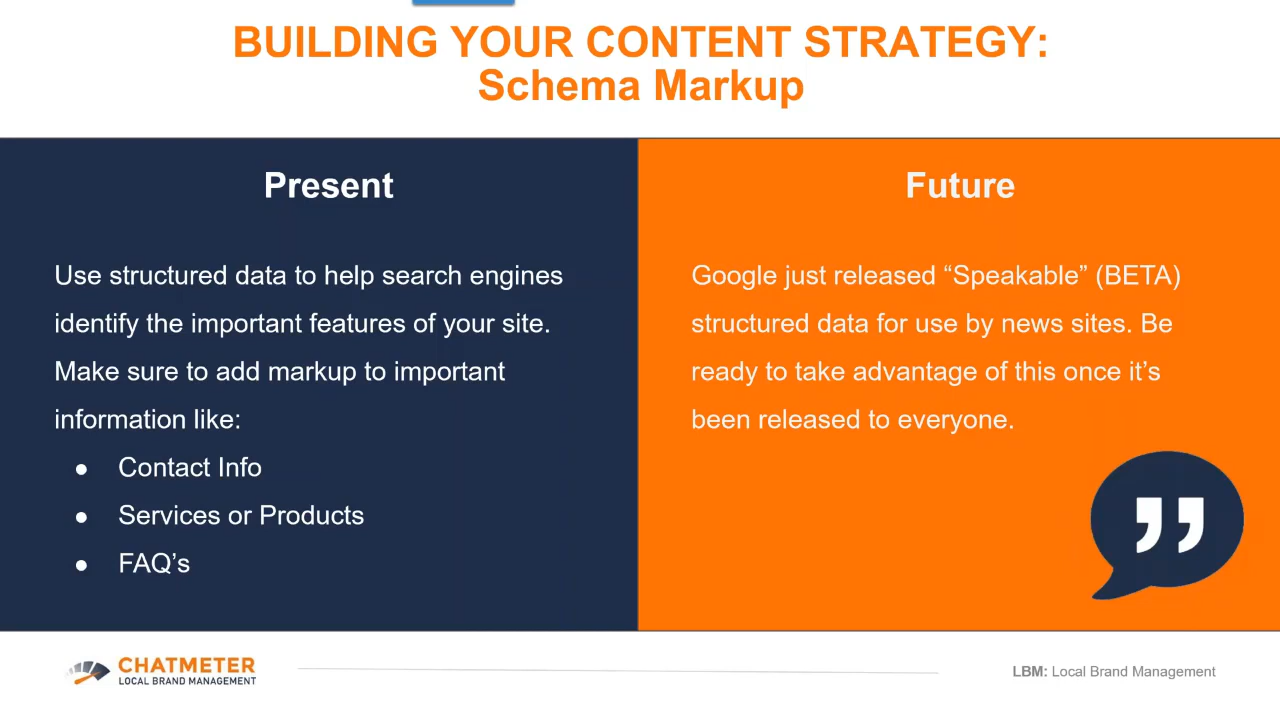 BUILDING YOUR CONTENT STRATEGY:
Schema Markup
Present
Use structured data to help search engines
identify the important features of your site.
Make sure to add markup to important
information like:
● Contact Info
● Services or Products
● FAQ’s
Future
Google just released “Speakable” (BETA)
structured data for use by news sites. Be
ready to take advantage of this once it’s
been released to everyone.
CHATMETER
LOCAL BRAND MANAGEMENT
LBM: Local Brand Management